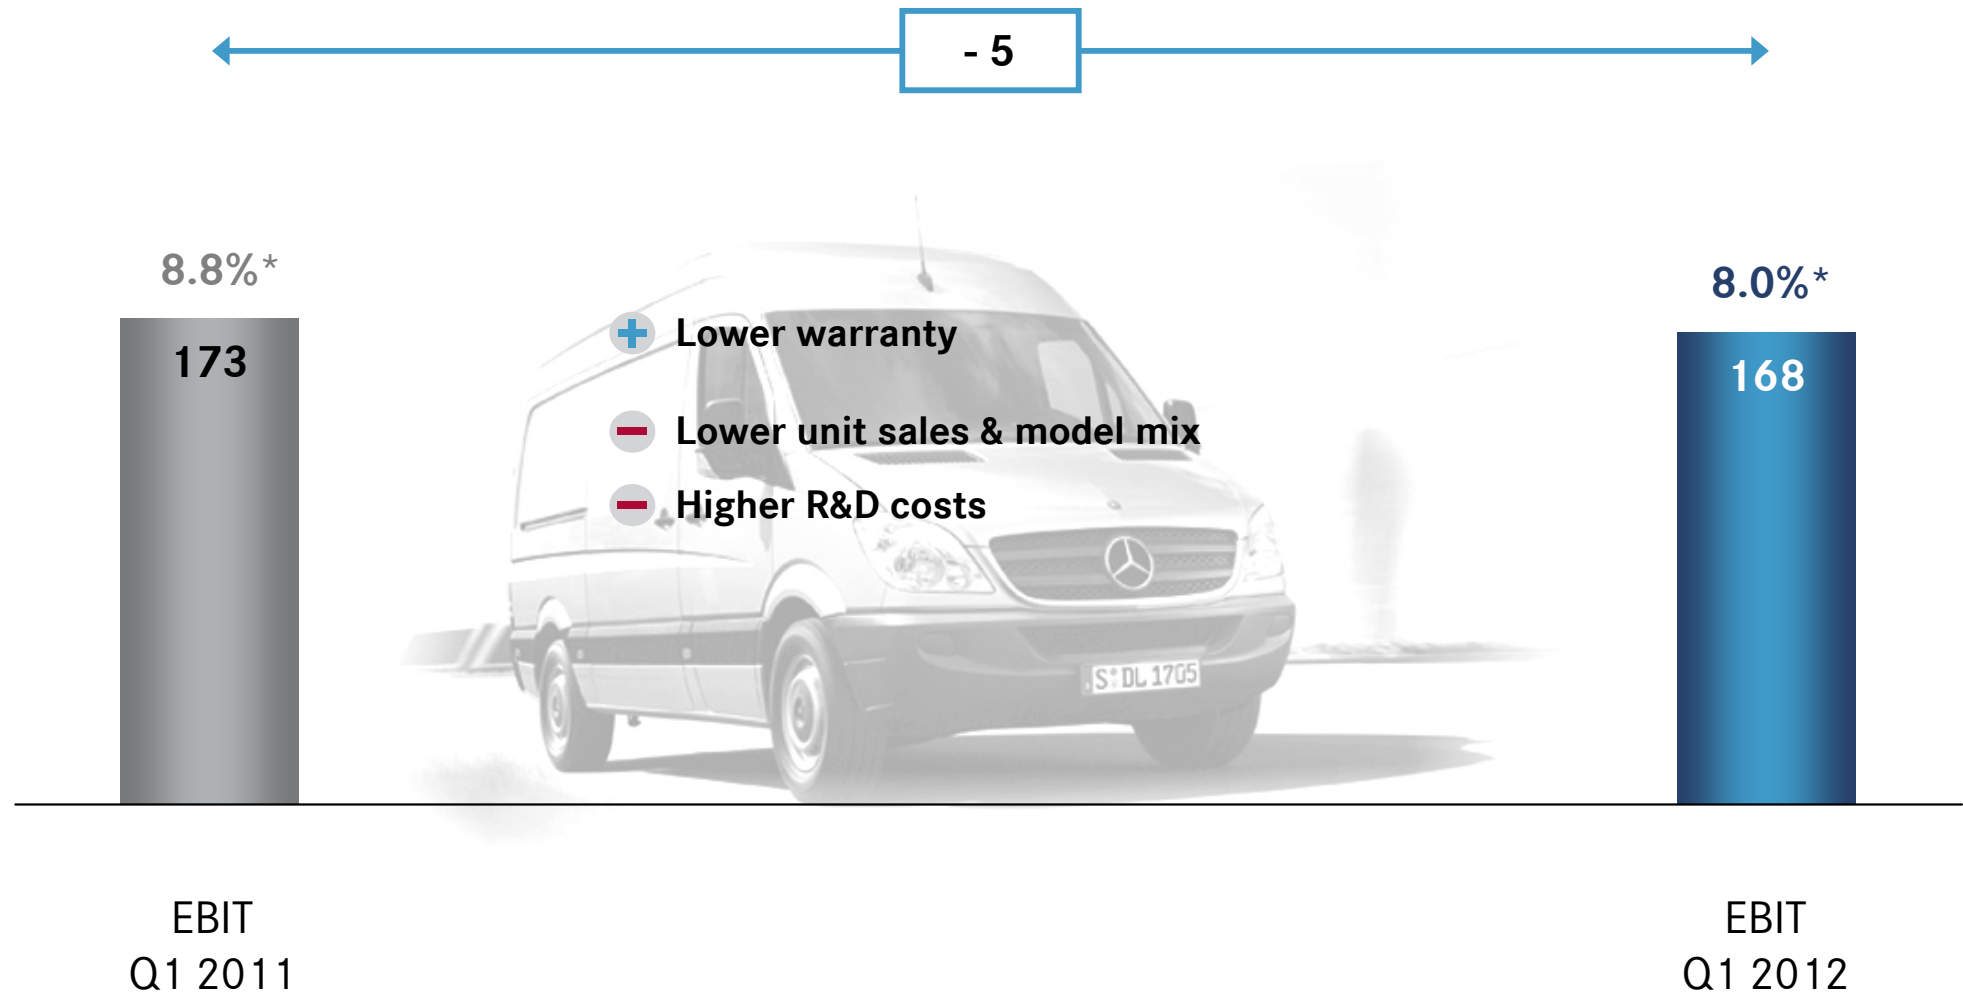 - 5
8.8%*
8.0%*
173
168
Lower warranty
Lower unit sales & model mix
Higher R&D costs
S DL 1705
EBIT
Q1 2011
EBIT
Q1 2012